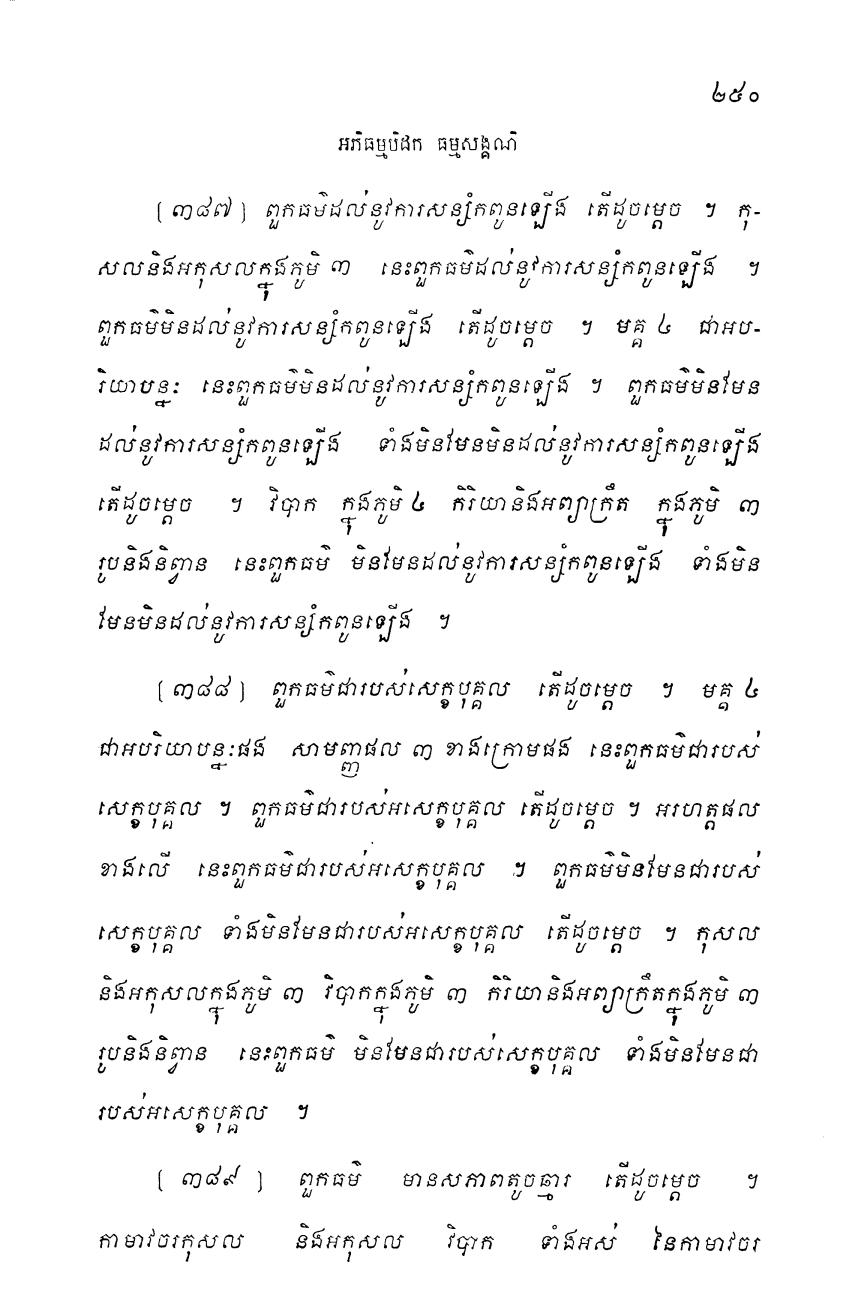 ២៥០
អភិធម្មបិដក ធម្មសង្គណិ
[៣៨៧] ពួកធម៌ដល់នូវការសន្សំកពូនឡើង តើដូចម្តេច ។ កុ-
សលនិងអកុសលក្នុងភូមិ ៣ នេះពួកធម៌ដល់នូវការសន្សំកពូនឡើង ។
ពួកធម៌មិនដល់នូវការសន្សំកពូនឡើង តើដូចម្តេច ។ មគ្គ ៤ ជាអប-
រិយាបន្នៈ នេះពួកធម៌មិនដល់នូវការសន្សំកពូនឡើង ។ ពួកធម៌មិនមែន
ដល់នូវការសន្សំកពូនឡើង ទាំងមិនមែនមិនដល់នូវការសន្សំកពូនឡើង
តើដូចម្តេច ។ វិបាក ក្នុងភូមិ ៤ កិរិយានិងអព្យាក្រឹត ក្នុងភូមិ ៣
រូបនិងនិព្វាន នេះពួកធម៌ មិនមែនដល់នូវការសន្សំកពូនឡើង ទាំងមិន
មែនមិនដល់នូវការសន្សំកពូនឡើង ។
[៣៨៨] ពួកធម៌ជារបស់សេក្ខបុគ្គល តើដូចម្តេច ។ មគ្គ ៤
ជាអបរិយាបន្នៈផង សាមញ្ញផល ៣ ខាងក្រោមផង នេះពួកធម៌ជារបស់
សេក្ខបុគ្គល ។ ពួកធម៌ជារបស់អសេក្ខបុគ្គល តើដូចម្តេច ។ អរហត្តផល
ខាងលើ នេះពួកធម៌ជារបស់អសេក្ខបុគ្គល ។ ពួកធម៌មិនមែនជារបស់
សេក្ខបុគ្គល ទាំងមិនមែនជារបស់អសេក្ខបុគ្គល តើដូចម្តេច ។ កុសល
និងអកុសលក្នុងភូមិ ៣ វិបាកក្នុងភូមិ ៣ កិរិយានិងអព្យាក្រឹតក្នុងភូមិ ៣
រូបនិងនិព្វាន នេះពួកធម៌ មិនមែនជារបស់សេក្ខបុគ្គល ទាំងមិនមែនជា
របស់អសេក្ខបុគ្គល ។
[៣៨៩] ពួកធម៌ មានសភាពតូចឆ្មារ តើដូចម្តេច ។
កាមាវចរកុសល និងអកុសល វិបាក ទាំងអស់ នៃកាមាវចរ